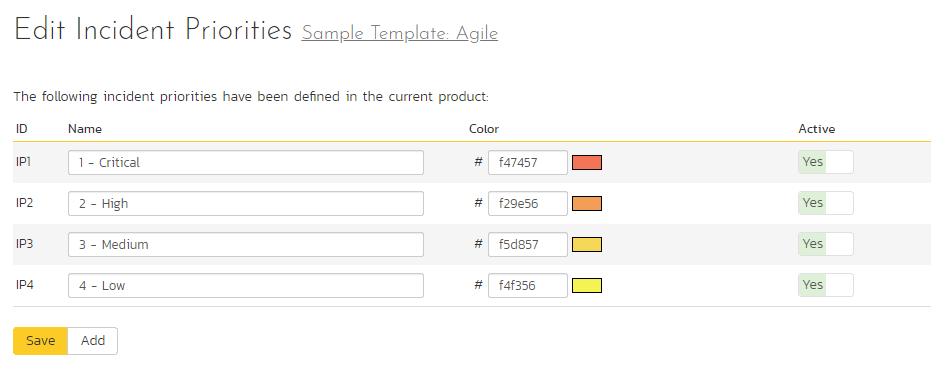 Edit Incident Priorities Sample Template: Agile
The following incident priorities have been defined in the current product:
ID Name Color Active
IP1 1 - Critical # f47457 Yes
IP2 2 - High # f29e56 Yes
IP3 3 - Medium # f5d857 Yes
IP4 4 - Low # f4f356 Yes
Save Add